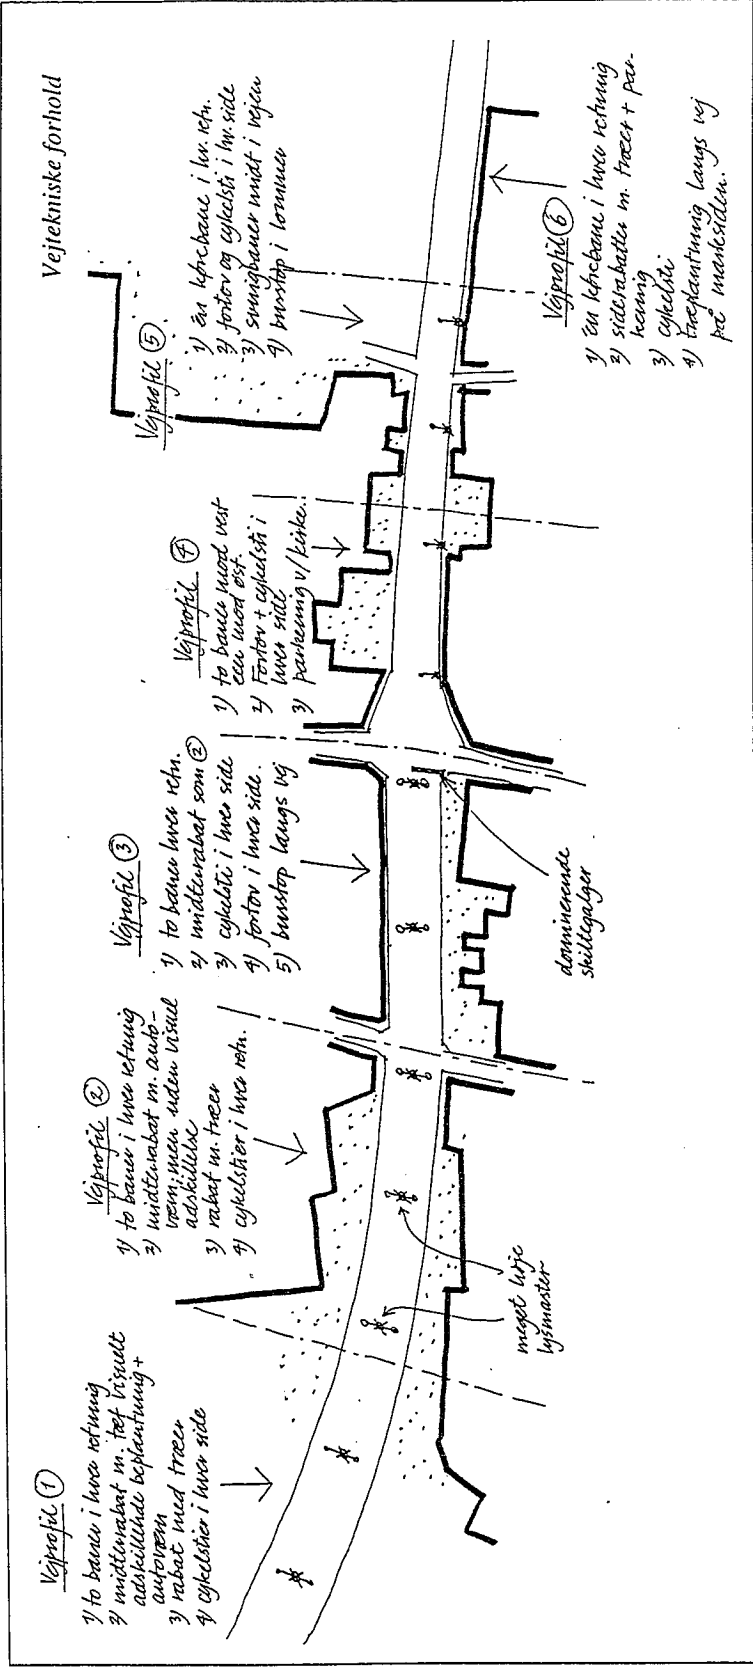 Vejtekniske forhold
Vejprofil ①
1) to baner i hver retning
2) midterrabat m. tæt visuelt
adskillende beplantning +
autoværn
3) rabat med træer
4) cykelstier i hver side
Vejprofil ②
1) to baner i hver retning
2) midterrabat m. auto-
værn; men uden visuel
adskillelse
3) rabat m. træer
4) cykelstier i hver retn.
Vejprofil ③
1) to baner hver retn.
2) midterrabat som ②
3) cykelsti i hver side
4) fortov i hver side.
5) busstop langs vej
Vejprofil ④
1) to baner mod vest
een mod øst.
2) Fortov + cykelsti i
hver side
3) parkering v/kirke.
Vejprofil ⑤
1) én kørebane i hv. retn.
2) fortov og cykelsti i hv. side
3) svingbaner midt i vejen
4) busstop i lommer
Vejprofil ⑥
1) én kørebane i hver retning
2) siderabatter m. træer + par-
kering
3) cykelsti
4) træplantning langs vej
på marksiden.
meget høje
lysmaster
dominerende
skiltegalger